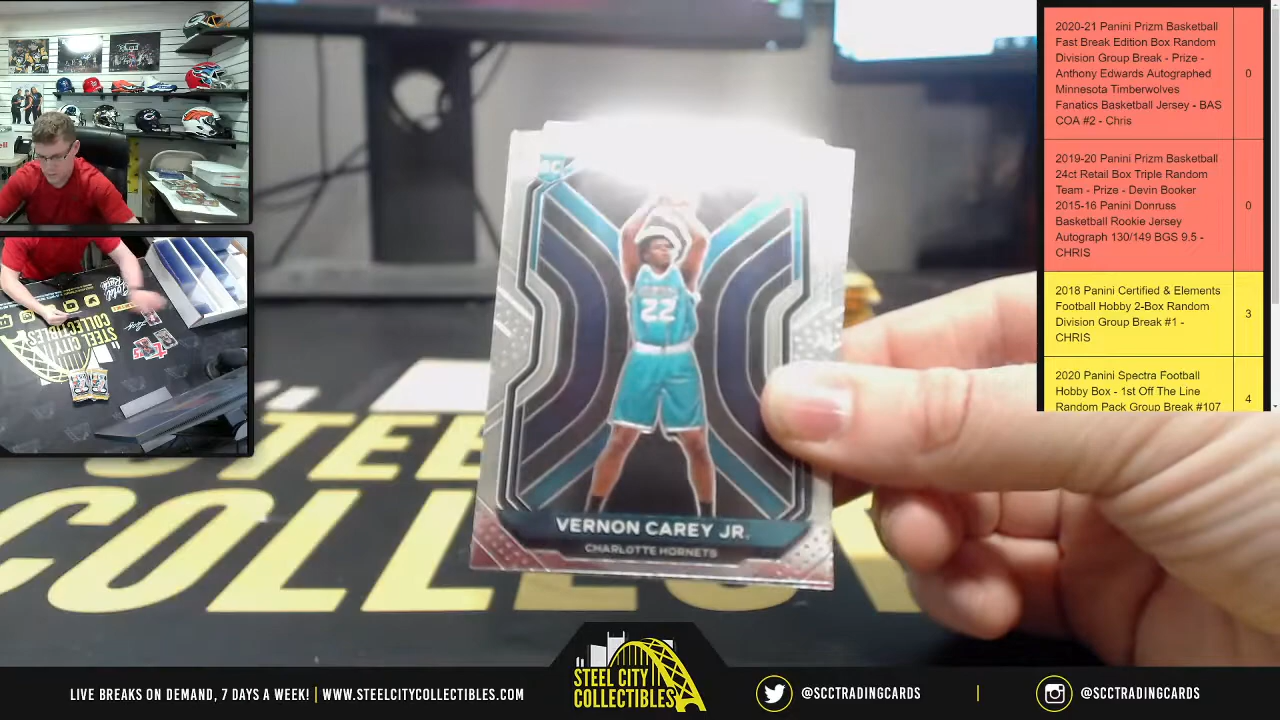 2020-21 Panini Prizm Basketball
Fast Break Edition Box Random
Division Group Break - Prize -
Anthony Edwards Autographed
Minnesota Timberwolves
Fanatics Basketball Jersey - BAS
COA #2 - Chris
0
2019-20 Panini Prizm Basketball
24ct Retail Box Triple Random
Team - Prize - Devin Booker
2015-16 Panini Donruss
Basketball Rookie Jersey
Autograph 130/149 BGS 9.5 -
CHRIS
0
2018 Panini Certified & Elements
Football Hobby 2-Box Random
Division Group Break #1 -
CHRIS
3
2020 Panini Spectra Football
Hobby Box - 1st Off The Line
Random Pack Group Break #107
4
RC
22
VERNON CAREY JR.
CHARLOTTE HORNETS
STEEL CITY
COLLECTIBLES
STEE
COLLEC
STEEL CITY
COLLECTIBLES
LIVE BREAKS ON DEMAND, 7 DAYS A WEEK! | WWW.STEELCITYCOLLECTIBLES.COM
@SCCTRADINGCARDS | @SCCTRADINGCARDS